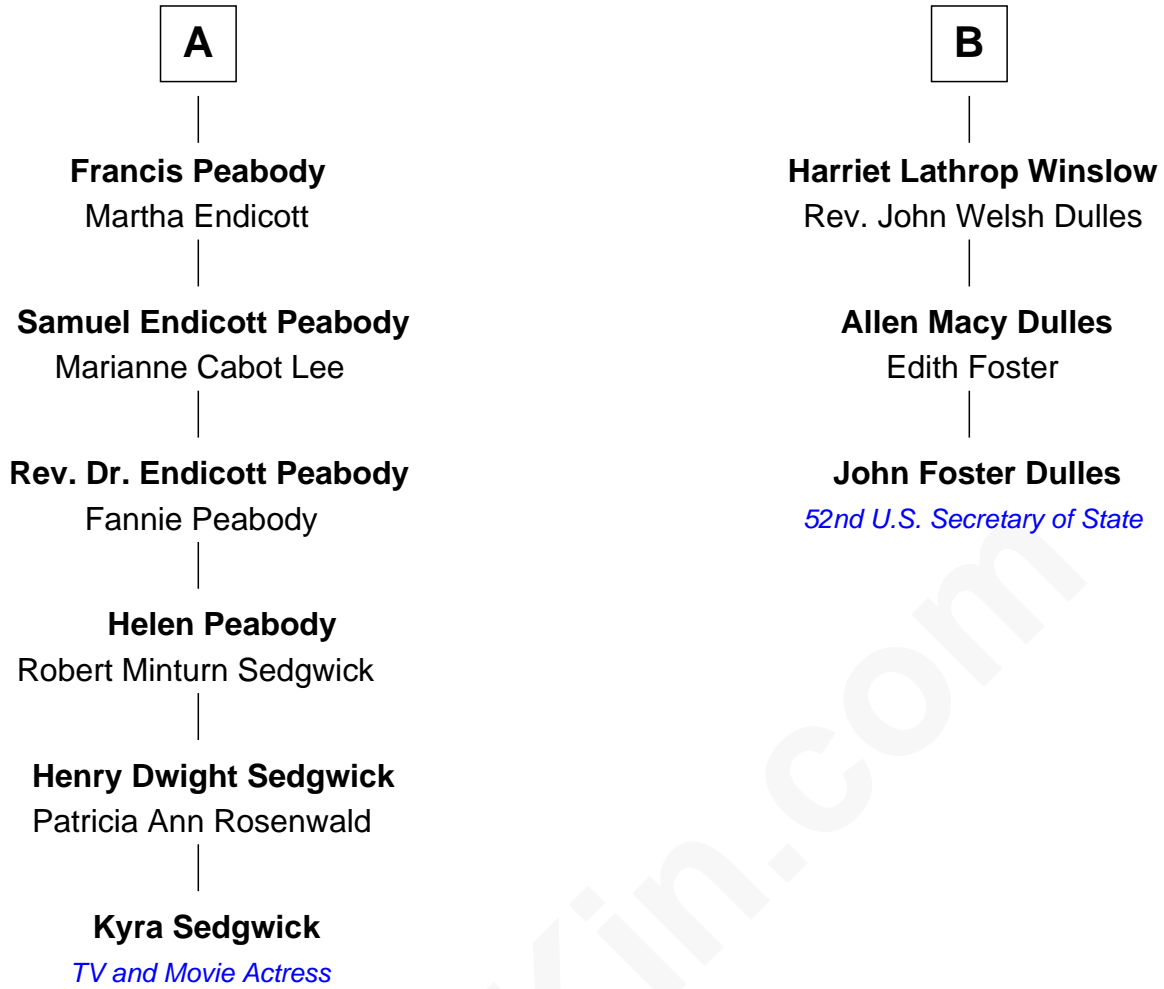 A
Francis Peabody
Martha Endicott
Samuel Endicott Peabody
Marianne Cabot Lee
Rev. Dr. Endicott Peabody
Fannie Peabody
Helen Peabody
Robert Minturn Sedgwick
Henry Dwight Sedgwick
Patricia Ann Rosenwald
Kyra Sedgwick
TV and Movie Actress
B
Harriet Lathrop Winslow
Rev. John Welsh Dulles
Allen Macy Dulles
Edith Foster
John Foster Dulles
52nd U.S. Secretary of State